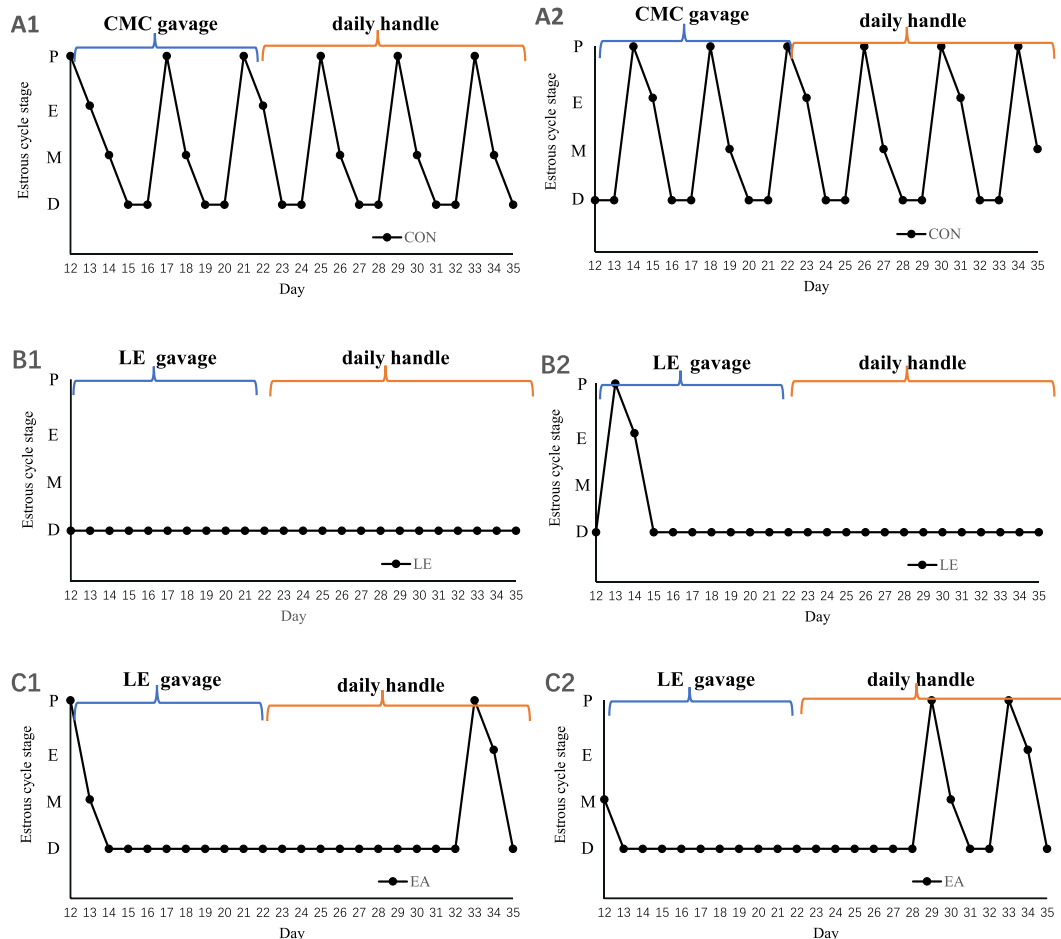 A1
CMC gavage
daily handle
P
E
M
D
Estrous cycle stage
CON
12 13 14 15 16 17 18 19 20 21 22 23 24 25 26 27 28 29 30 31 32 33 34 35
Day
A2
CMC gavage
daily handle
P
E
M
D
Estrous cycle stage
CON
12 13 14 15 16 17 18 19 20 21 22 23 24 25 26 27 28 29 30 31 32 33 34 35
Day
B1
LE gavage
daily handle
P
E
M
D
Estrous cycle stage
LE
12 13 14 15 16 17 18 19 20 21 22 23 24 25 26 27 28 29 30 31 32 33 34 35
Day
B2
LE gavage
daily handle
P
E
M
D
Estrous cycle stage
LE
12 13 14 15 16 17 18 19 20 21 22 23 24 25 26 27 28 29 30 31 32 33 34 35
Day
C1
LE gavage
daily handle
P
E
M
D
Estrous cycle stage
EA
12 13 14 15 16 17 18 19 20 21 22 23 24 25 26 27 28 29 30 31 32 33 34 35
Day
C2
LE gavage
daily handle
P
E
M
D
Estrous cycle stage
EA
12 13 14 15 16 17 18 19 20 21 22 23 24 25 26 27 28 29 30 31 32 33 34 35
Day